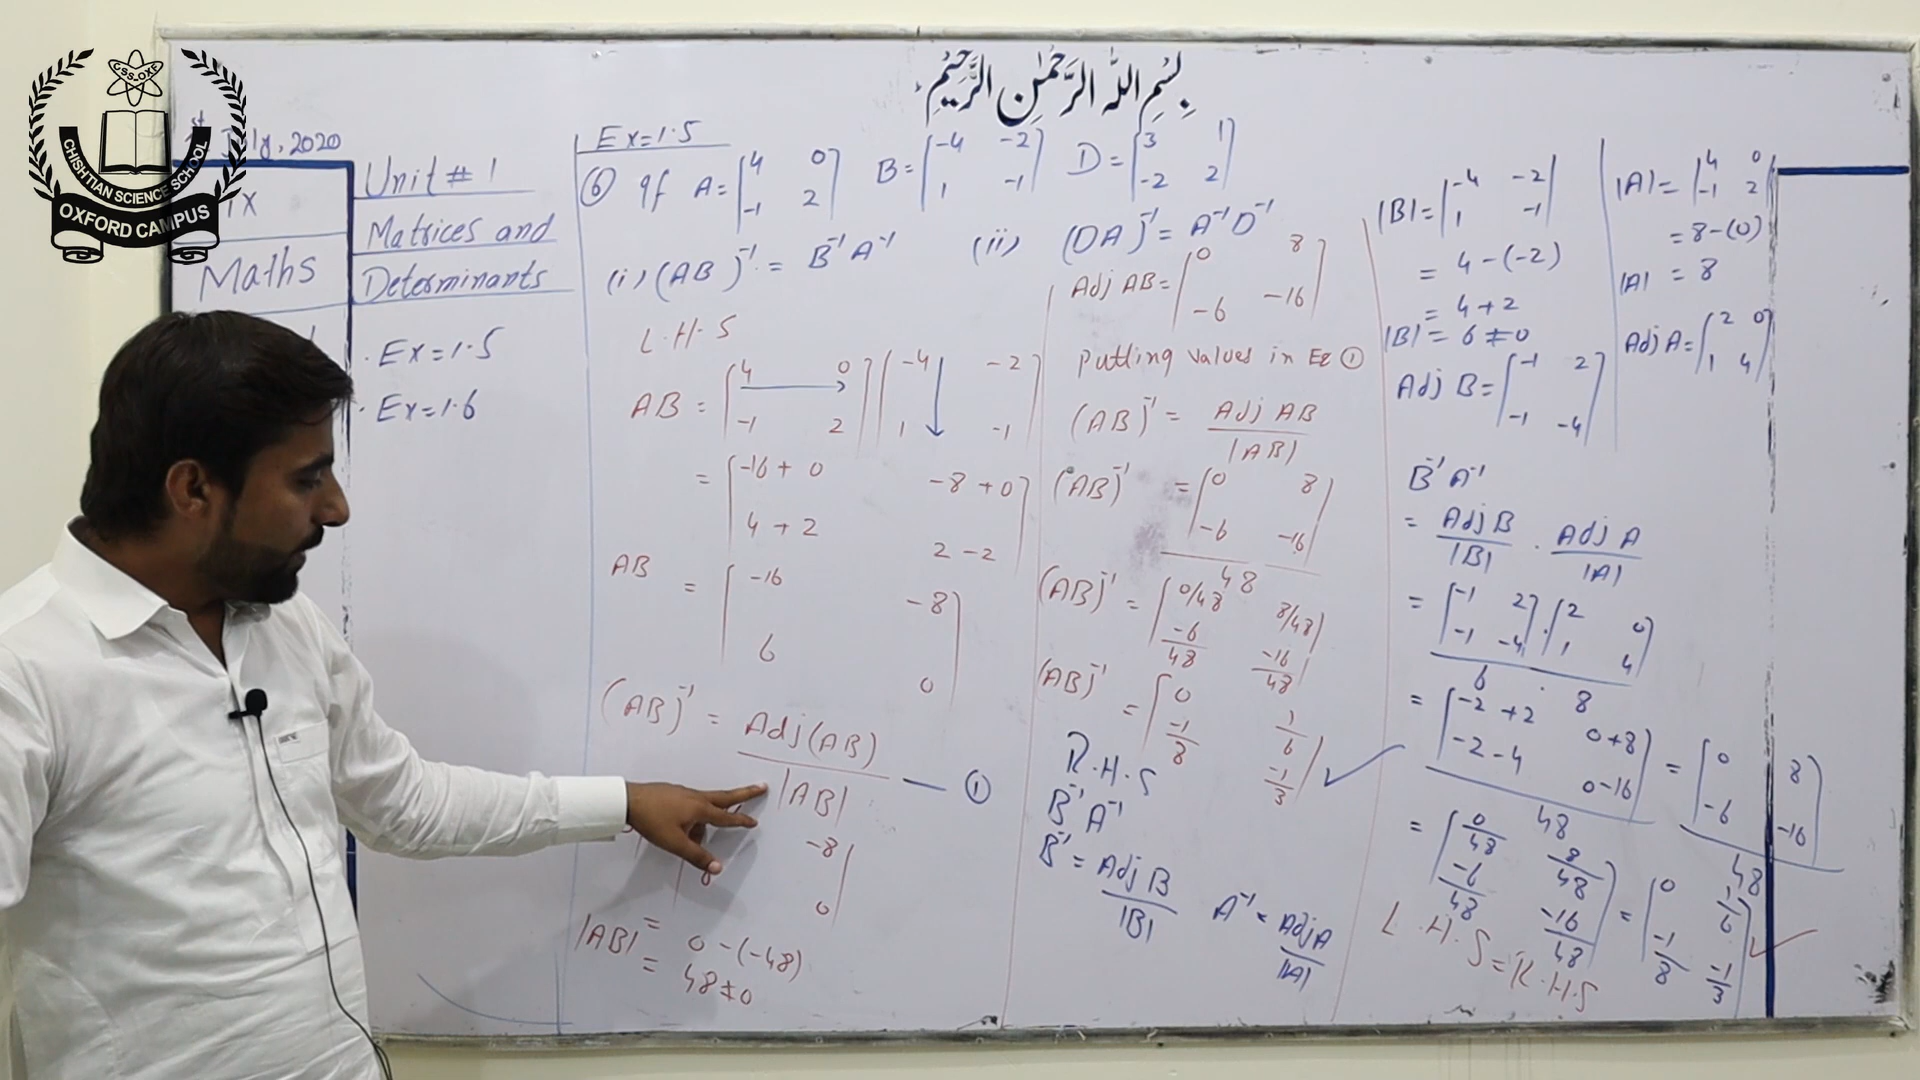 بِسْمِ اللّٰهِ الرَّحْمٰنِ الرَّحِيْمِ
CSS-OXF
CHISHTIAN SCIENCE SCHOOL
OXFORD CAMPUS
st July, 2020
IX
Maths
Unit # 1
Matrices and
Determinants
· Ex=1.5
· Ex=1.6
Ex=1.5
⑥ If A= [4 0
-1 2] B= [-4 -2
1 -1] D= [3 1
-2 2]
(i) (AB)⁻¹ = B⁻¹A⁻¹ (ii) (DA)⁻¹ = A⁻¹D⁻¹
L.H.S
AB = [4 0
-1 2] [-4 -2
1 -1]
= [-16+0 -8+0
4+2 2-2]
AB = [-16 -8
6 0]
(AB)⁻¹ = Adj(AB)
|AB| — ①
-8
0
|AB| = 0-(-48)
= 48≠0
Adj AB = [0 8
-6 -16]
Putting values in Eq ①
(AB)⁻¹ = Adj AB
|AB|
(AB)⁻¹ = [0 8
-6 -16]
48
(AB)⁻¹ = [0/48 8/48
-6/48 -16/48]
(AB)⁻¹ = [0 1/6
-1/8 -1/3]
R.H.S
B⁻¹A⁻¹
B⁻¹ = Adj B
|B|
A⁻¹ = Adj A
|A|
|B| = |-4 -2
1 -1|
= 4-(-2)
= 4+2
|B| = 6≠0
Adj B = [-1 2
-1 -4]
|A| = |4 0
-1 2|
= 8-(0)
|A| = 8
Adj A = [2 0
1 4]
B⁻¹A⁻¹
= Adj B/|B| . Adj A/|A|
= [-1 2
-1 -4] . [2 0
1 4]
6 . 8
= [-2+2 0+8
-2-4 0-16]
48
= [0 8
-6 -16]
48
= [0/48 8/48
-6/48 -16/48]
= [0 1/6
-1/8 -1/3]
L.H.S = R.H.S